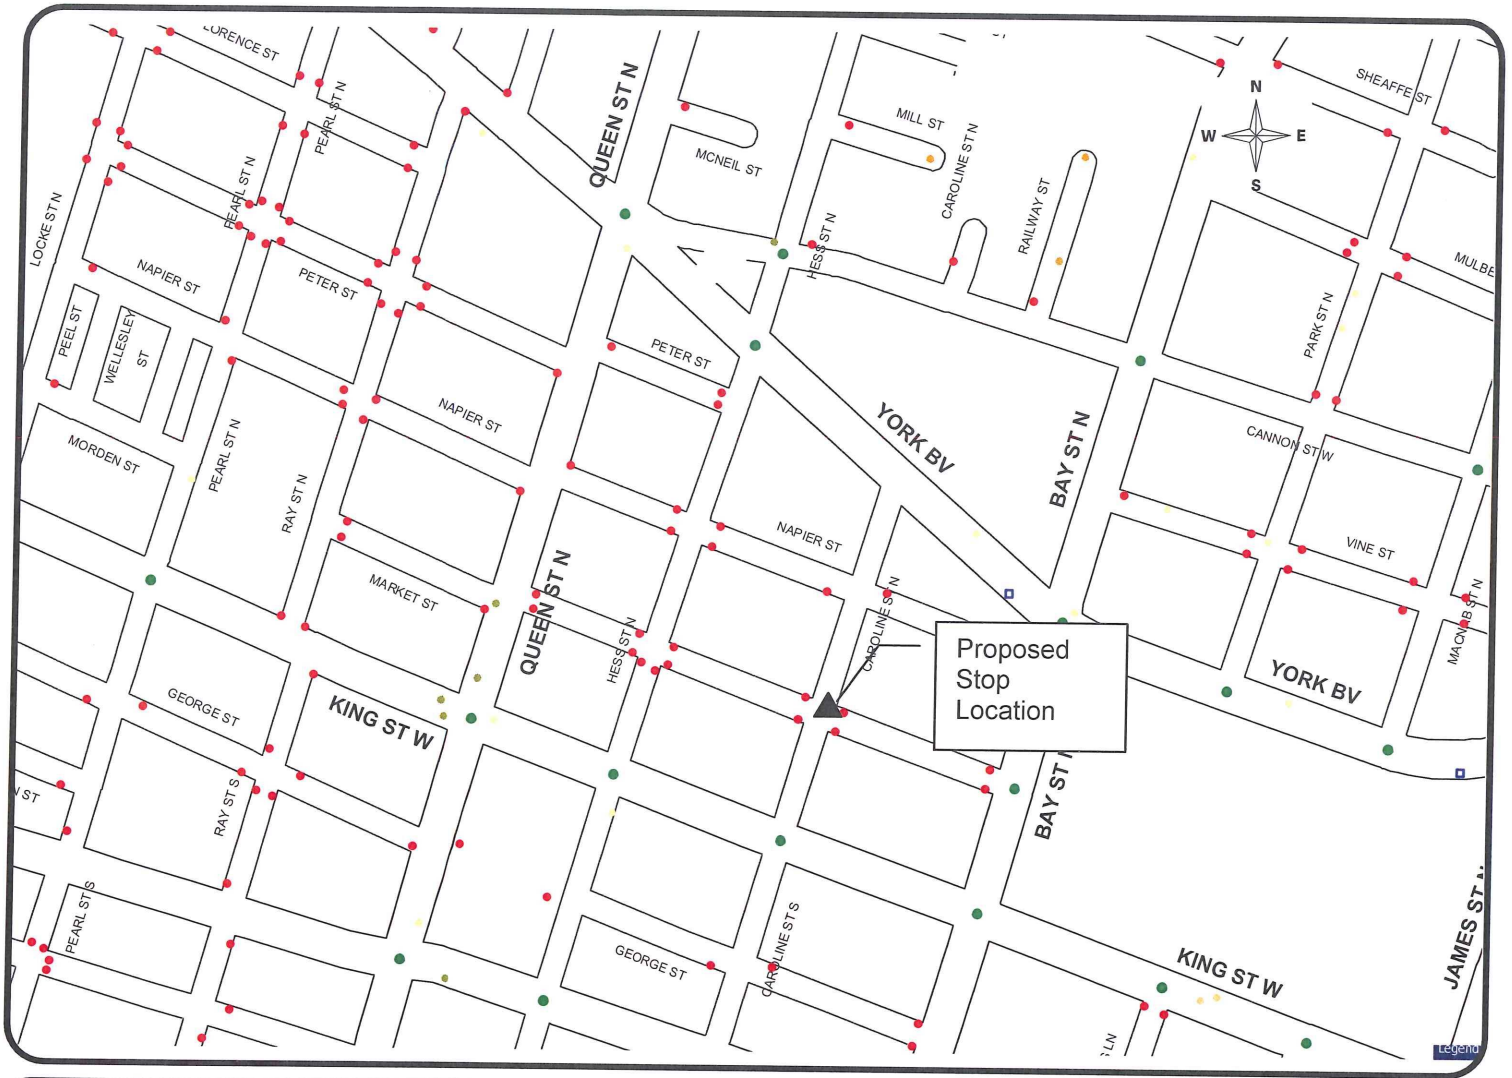 LORENCE ST
SHEAFFE ST
N
W
E
S
MILL ST
PEARL ST N
QUEEN ST N
MCNEIL ST
CAROLINE ST N
RAILWAY ST
PEARL ST N
LOCKE ST N
HESS ST N
MULBE
NAPIER ST
PETER ST
PARK ST N
PEEL ST
WELLESLEY
ST
PETER ST
NAPIER ST
YORK BV
BAY ST N
CANNON ST W
MORDEN ST
PEARL ST N
RAY ST N
NAPIER ST
VINE ST
MARKET ST
QUEEN ST N
CAROLINE ST N
HESS ST N
MACNAB ST N
Proposed
Stop
Location
YORK BV
GEORGE ST
KING ST W
BAY ST N
N ST
RAY ST S
PEARL ST S
GEORGE ST
CAROLINE ST S
KING ST W
JAMES ST N
S LN
Legend